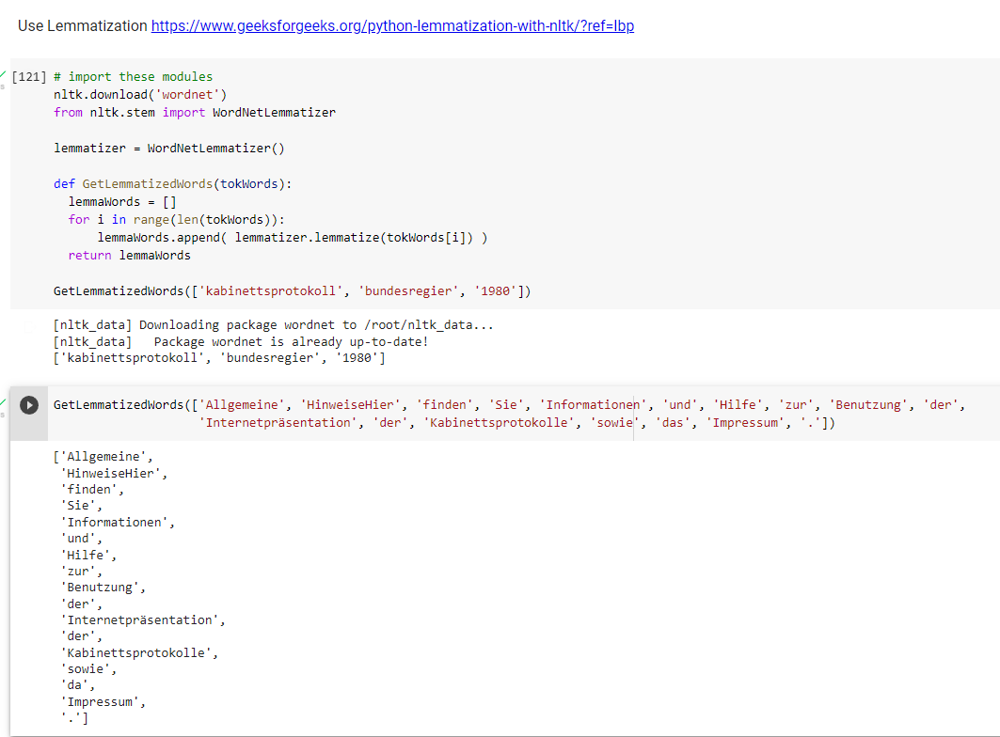 Use Lemmatization https://www.geeksforgeeks.org/python-lemmatization-with-nltk/?ref=lbp
[121] # import these modules
nltk.download('wordnet')
from nltk.stem import WordNetLemmatizer
lemmatizer = WordNetLemmatizer()
def GetLemmatizedWords(tokWords):
lemmaWords = []
for i in range(len(tokWords)):
lemmaWords.append( lemmatizer.lemmatize(tokWords[i]) )
return lemmaWords
GetLemmatizedWords(['kabinettsprotokoll', 'bundesregier', '1980'])
[nltk_data] Downloading package wordnet to /root/nltk_data...
[nltk_data]   Package wordnet is already up-to-date!
['kabinettsprotokoll', 'bundesregier', '1980']
GetLemmatizedWords(['Allgemeine', 'HinweiseHier', 'finden', 'Sie', 'Informationen', 'und', 'Hilfe', 'zur', 'Benutzung', 'der',
'Internetpräsentation', 'der', 'Kabinettsprotokolle', 'sowie', 'das', 'Impressum', '.'])
['Allgemeine',
'HinweiseHier',
'finden',
'Sie',
'Informationen',
'und',
'Hilfe',
'zur',
'Benutzung',
'der',
'Internetpräsentation',
'der',
'Kabinettsprotokolle',
'sowie',
'da',
'Impressum',
'.']